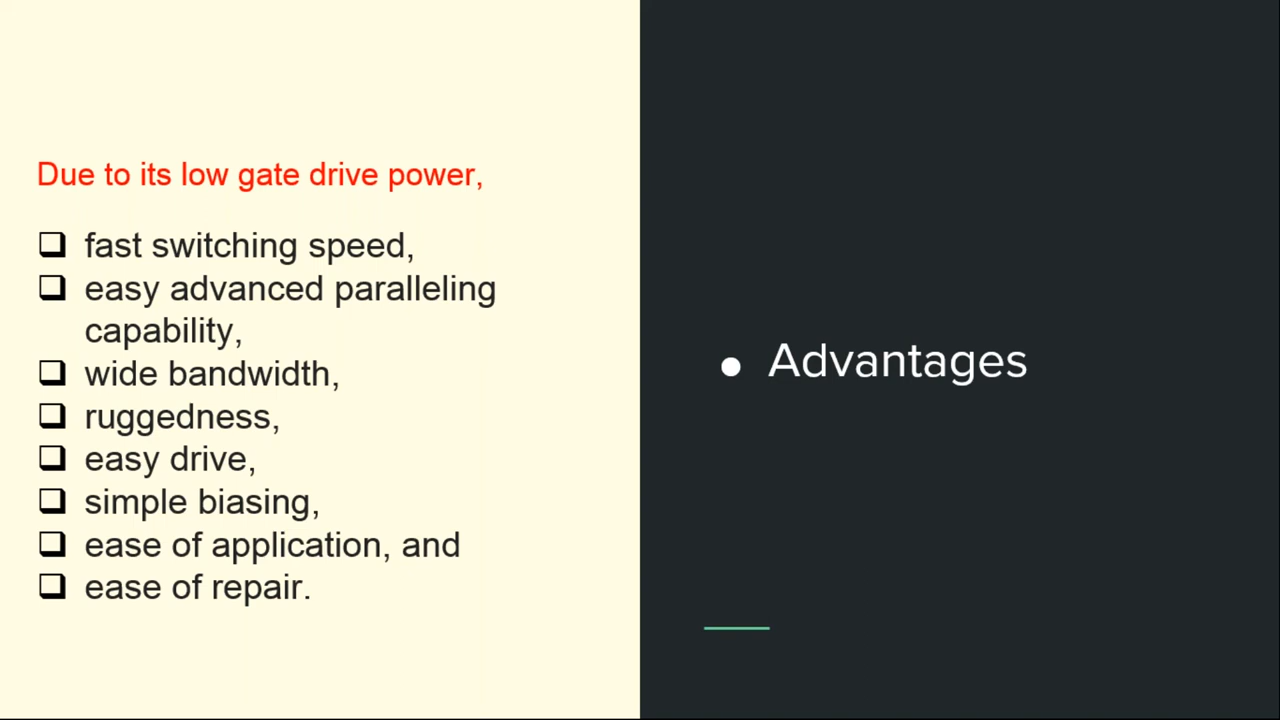 Due to its low gate drive power,
❑ fast switching speed,
❑ easy advanced paralleling
capability,
❑ wide bandwidth,
❑ ruggedness,
❑ easy drive,
❑ simple biasing,
❑ ease of application, and
❑ ease of repair.
● Advantages